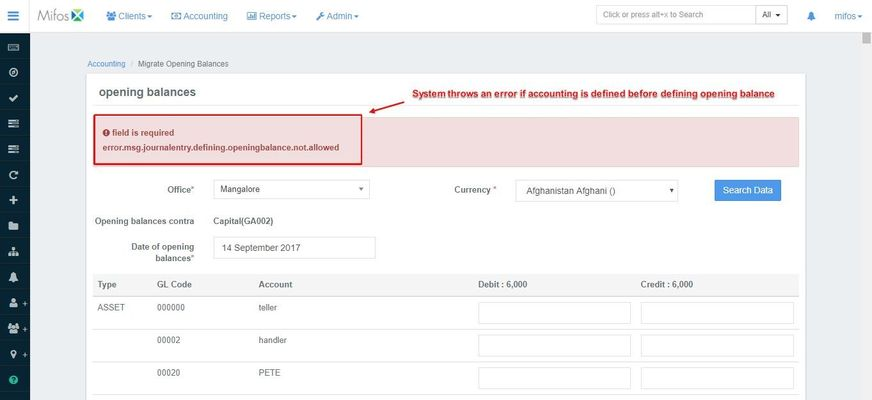 Mifos X Clients Accounting Reports Admin Click or press alt+x to Search All mifos
Accounting / Migrate Opening Balances
opening balances
System throws an error if accounting is defined before defining opening balance
field is required
error.msg.journalentry.defining.openingbalance.not.allowed
Office* Mangalore Currency * Afghanistan Afghani () Search Data
Opening balances contra Capital(GA002)
Date of opening
balances* 14 September 2017
Type GL Code Account Debit : 6,000 Credit : 6,000
ASSET 000000 teller
00002 handler
00020 PETE